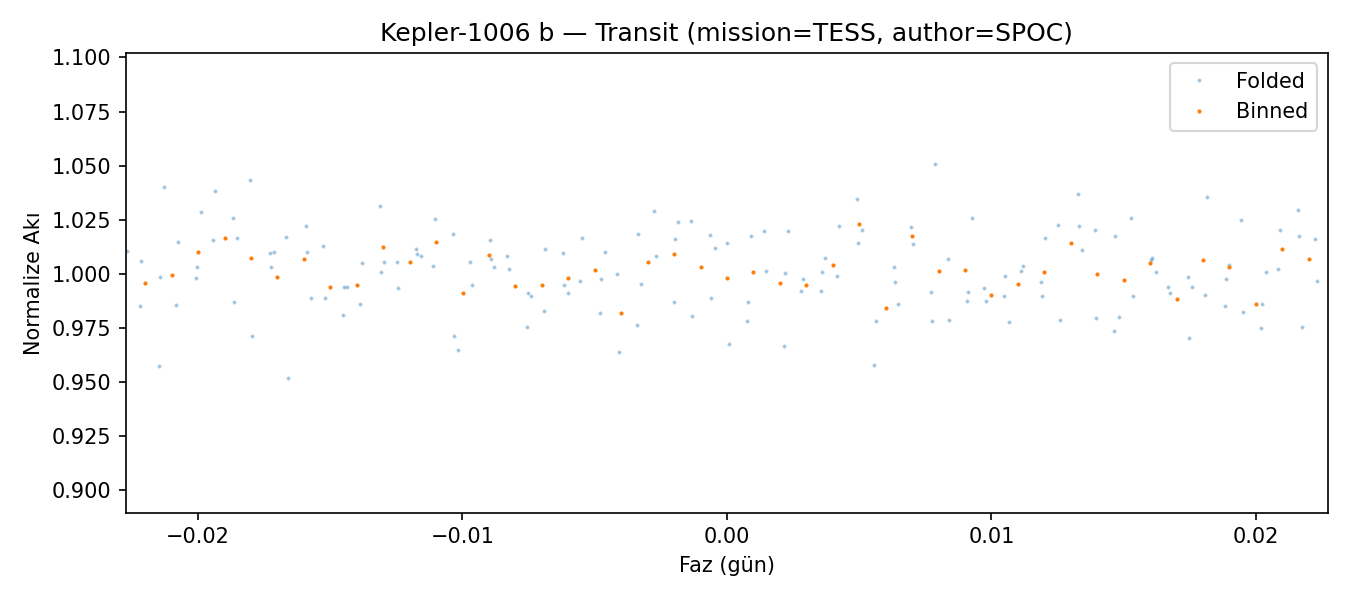 Kepler-1006 b — Transit (mission=TESS, author=SPOC)
Folded
Binned
Normalize Akı
1.100
1.075
1.050
1.025
1.000
0.975
0.950
0.925
0.900
−0.02
−0.01
0.00
0.01
0.02
Faz (gün)